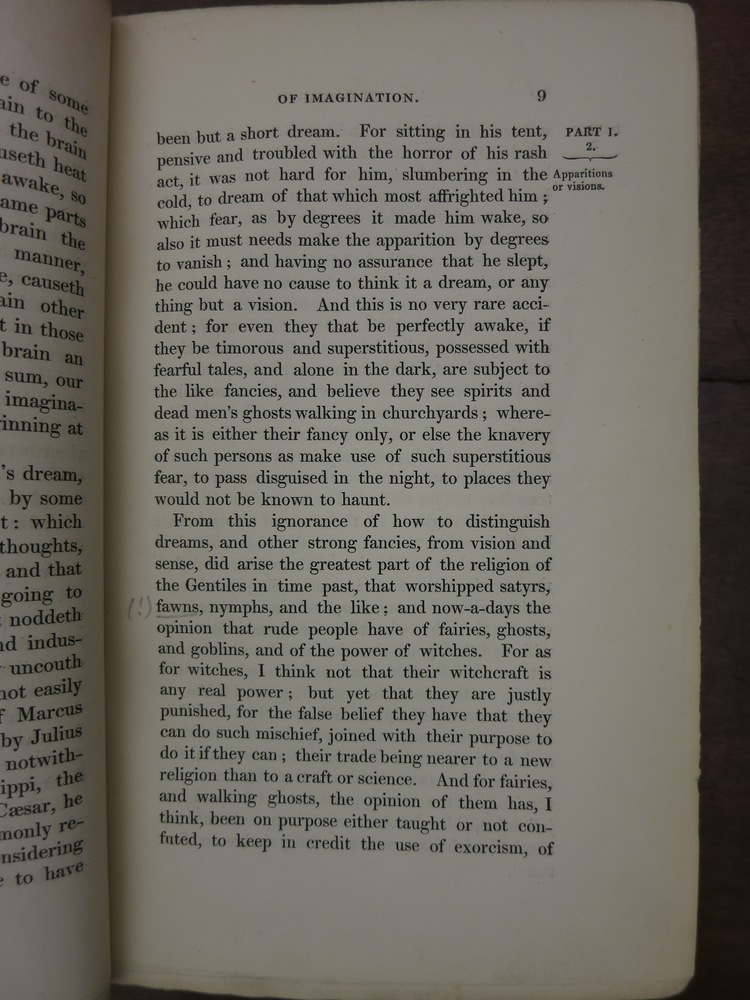 e of some
ain to the
the brain
useth heat
awake, so
ame parts
brain the
manner,
e, causeth
ain other
t in those
brain an
sum, our
imagina-
inning at
's dream,
by some
t: which
thoughts,
and that
going to
noddeth
nd indus-
uncouth
not easily
f Marcus
by Julius
notwith-
ippi, the
Cæsar, he
monly re-
nsidering
e to have
OF IMAGINATION. 9
been but a short dream. For sitting in his tent,
pensive and troubled with the horror of his rash
act, it was not hard for him, slumbering in the
cold, to dream of that which most affrighted him ;
which fear, as by degrees it made him wake, so
also it must needs make the apparition by degrees
to vanish ; and having no assurance that he slept,
he could have no cause to think it a dream, or any
thing but a vision. And this is no very rare acci-
dent ; for even they that be perfectly awake, if
they be timorous and superstitious, possessed with
fearful tales, and alone in the dark, are subject to
the like fancies, and believe they see spirits and
dead men's ghosts walking in churchyards ; where-
as it is either their fancy only, or else the knavery
of such persons as make use of such superstitious
fear, to pass disguised in the night, to places they
would not be known to haunt.
From this ignorance of how to distinguish
dreams, and other strong fancies, from vision and
sense, did arise the greatest part of the religion of
the Gentiles in time past, that worshipped satyrs,
(!) fawns, nymphs, and the like ; and now-a-days the
opinion that rude people have of fairies, ghosts,
and goblins, and of the power of witches. For as
for witches, I think not that their witchcraft is
any real power ; but yet that they are justly
punished, for the false belief they have that they
can do such mischief, joined with their purpose to
do it if they can ; their trade being nearer to a new
religion than to a craft or science. And for fairies,
and walking ghosts, the opinion of them has, I
think, been on purpose either taught or not con-
futed, to keep in credit the use of exorcism, of
PART I.
2.
Apparitions
or visions.